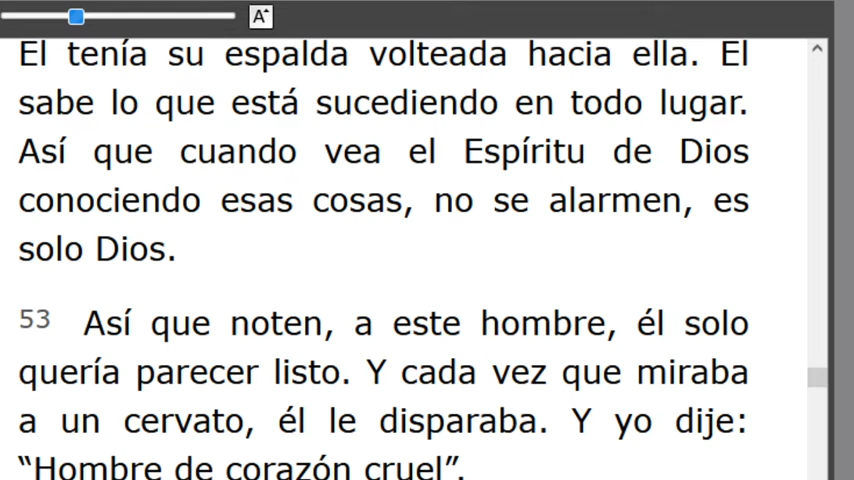 A
El tenía su espalda volteada hacia ella. El
sabe lo que está sucediendo en todo lugar.
Así que cuando vea el Espíritu de Dios
conociendo esas cosas, no se alarmen, es
solo Dios.
53 Así que noten, a este hombre, él solo
quería parecer listo. Y cada vez que miraba
a un cervato, él le disparaba. Y yo dije:
“Hombre de corazón cruel”.